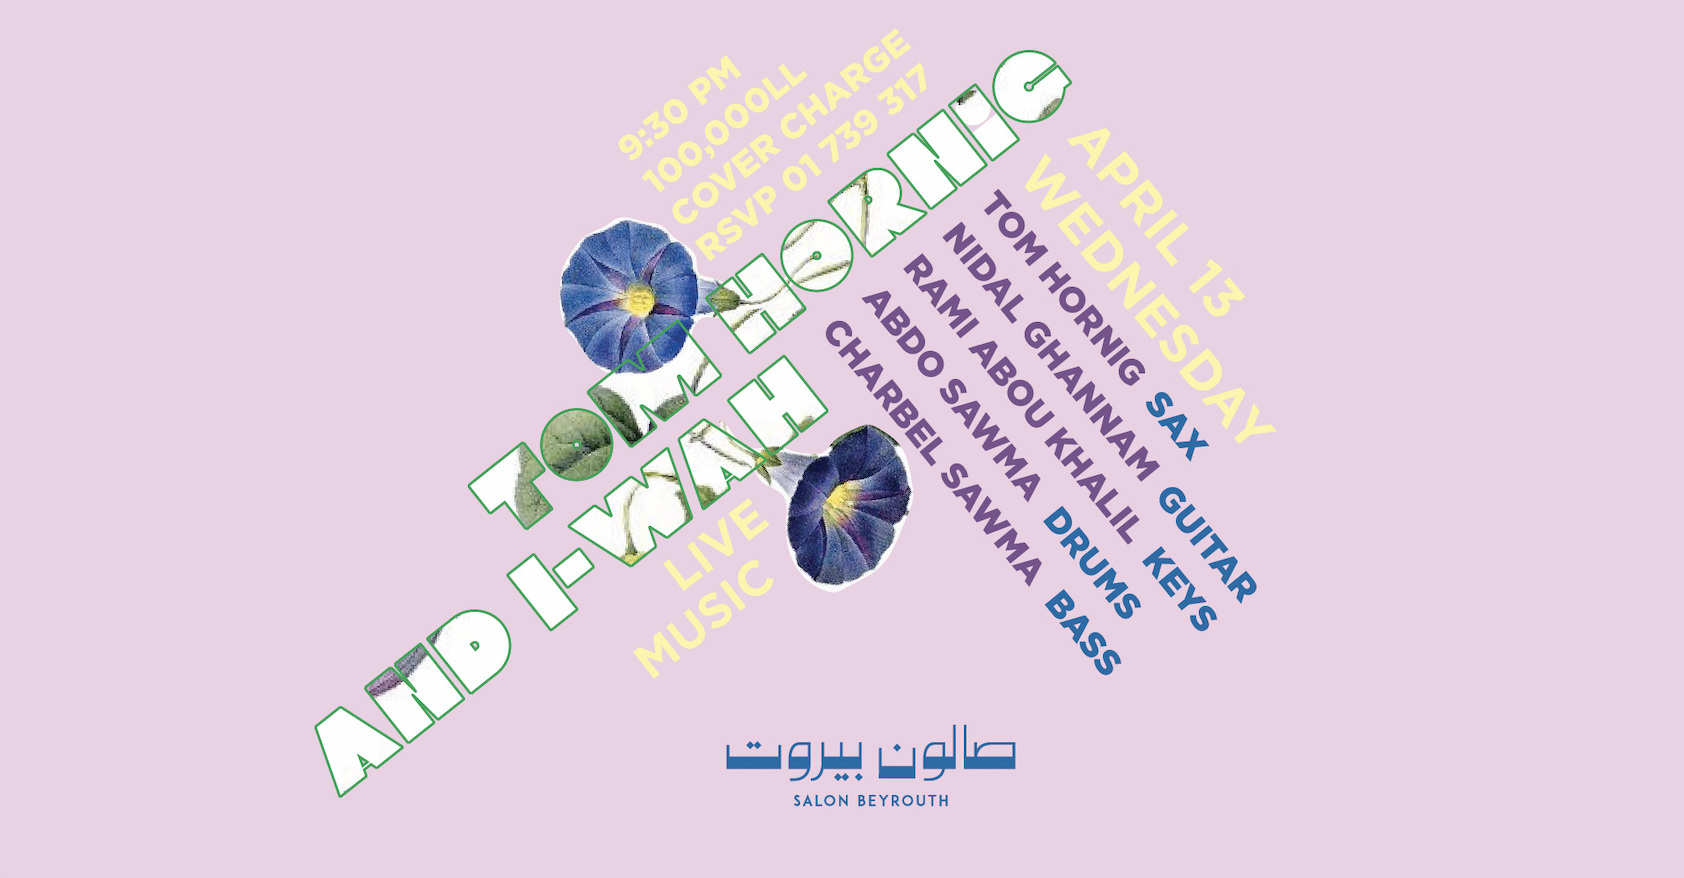 9:30 PM
100,000LL
COVER CHARGE
RSVP 01 739 317
TOM HORNIG
AND I-WAH
LIVE
MUSIC
APRIL 13
WEDNESDAY
TOM HORNIG SAX
NIDAL GHANNAM GUITAR
RAMI ABOU KHALIL KEYS
ABDO SAWMA DRUMS
CHARBEL SAWMA BASS
صالون بيروت
SALON BEYROUTH